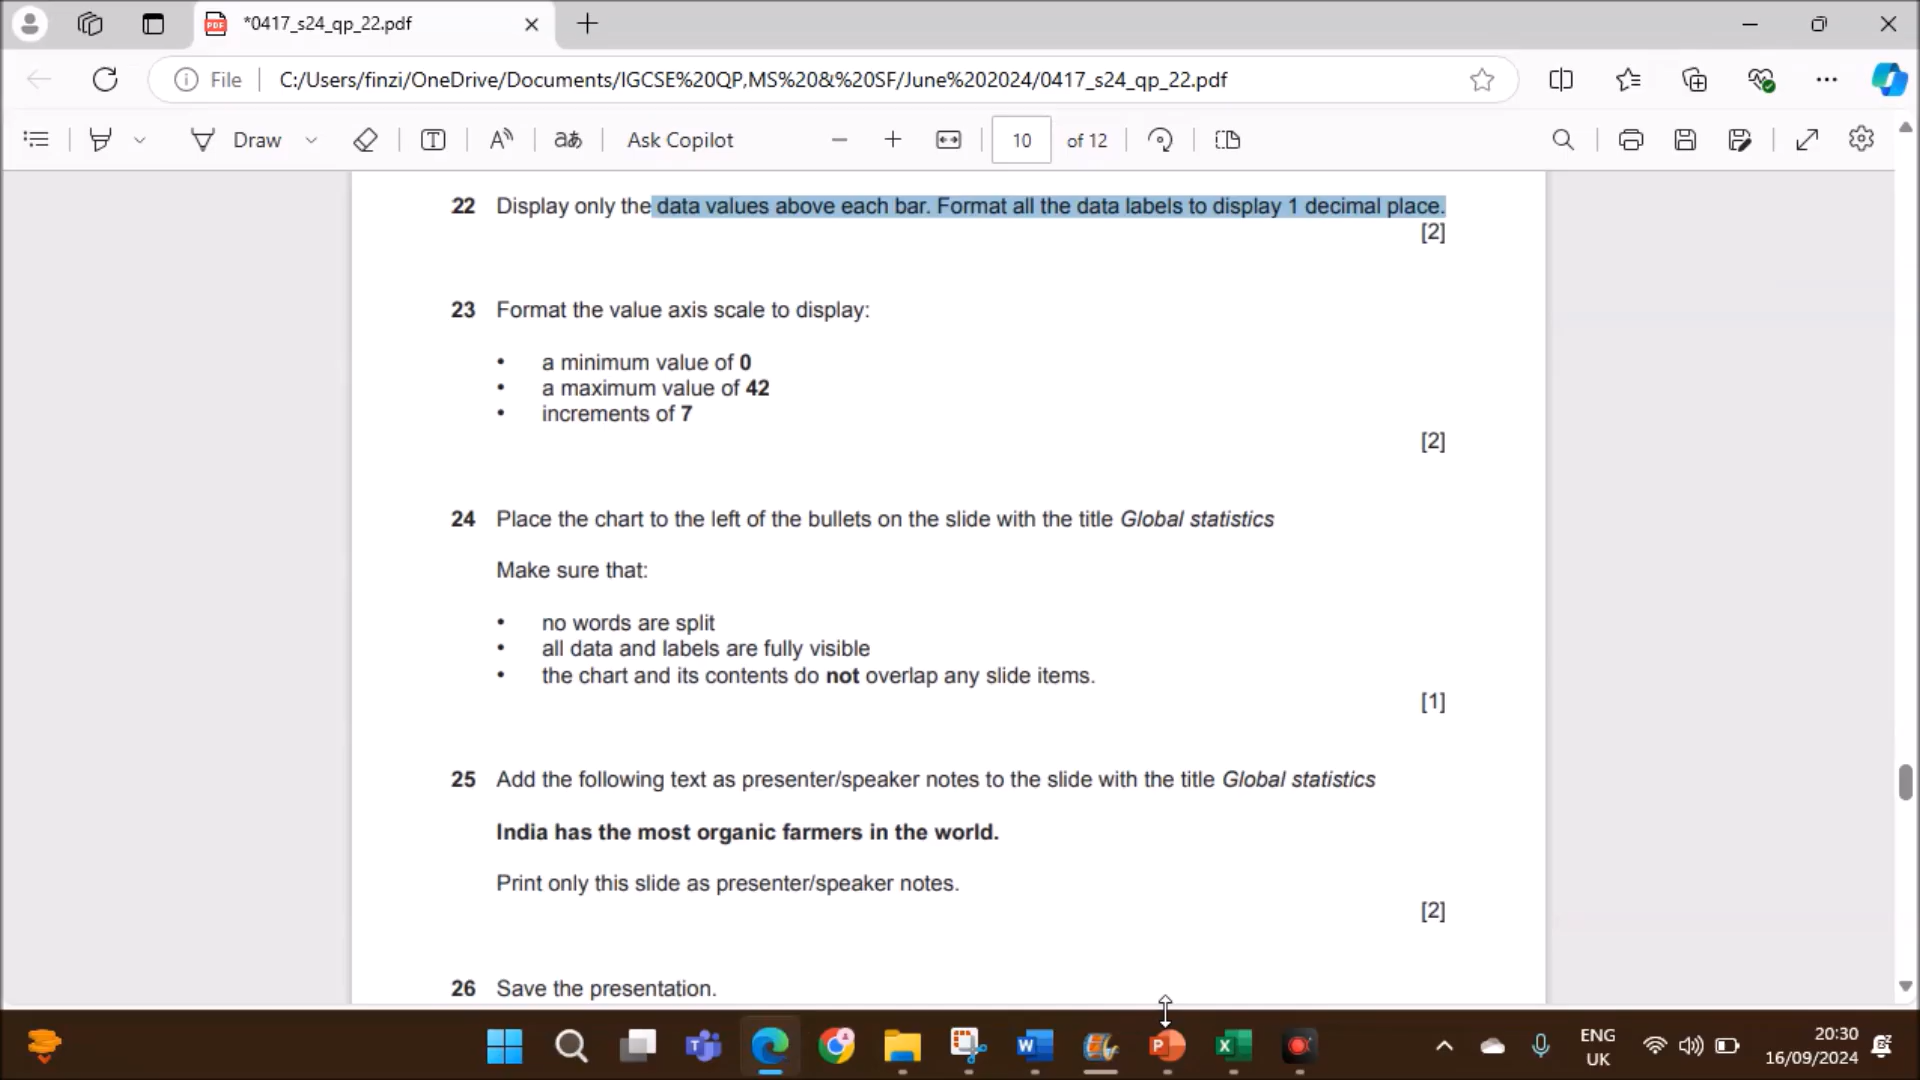 *0417_s24_qp_22.pdf
File
C:/Users/finzi/OneDrive/Documents/IGCSE%20QP,MS%20&%20SF/June%202024/0417_s24_qp_22.pdf
Draw
Ask Copilot
10 of 12
22 Display only the data values above each bar. Format all the data labels to display 1 decimal place.
[2]
23 Format the value axis scale to display:
• a minimum value of 0
• a maximum value of 42
• increments of 7
[2]
24 Place the chart to the left of the bullets on the slide with the title Global statistics
Make sure that:
• no words are split
• all data and labels are fully visible
• the chart and its contents do not overlap any slide items.
[1]
25 Add the following text as presenter/speaker notes to the slide with the title Global statistics
India has the most organic farmers in the world.
Print only this slide as presenter/speaker notes.
[2]
26 Save the presentation.
ENG
UK
20:30
16/09/2024